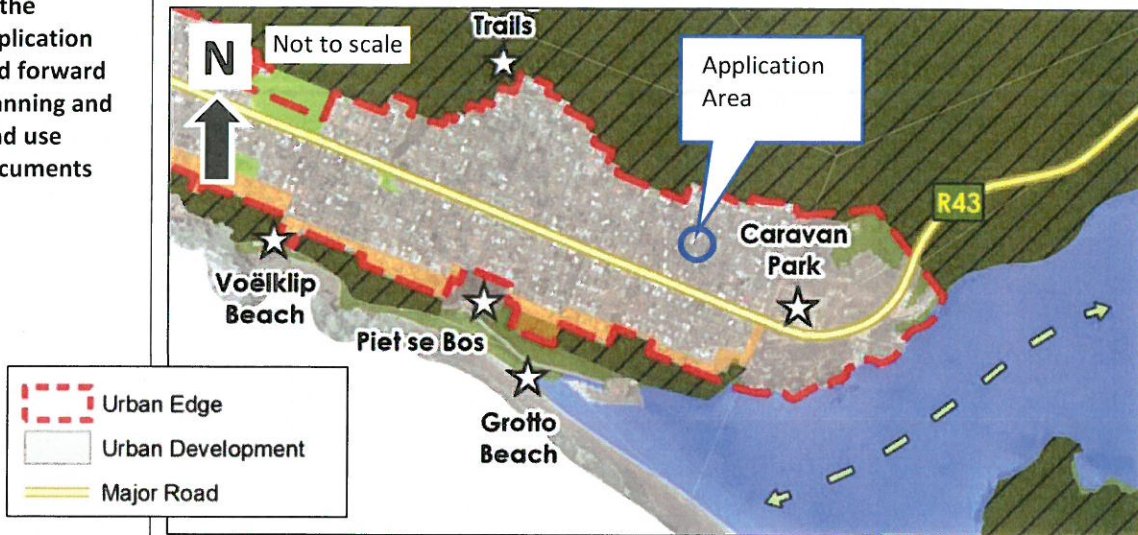 the
plication
d forward
anning and
nd use
cuments
N
Not to scale
Trails
Application
Area
R43
Caravan
Park
Voëlklip
Beach
Piet se Bos
Grotto
Beach
Urban Edge
Urban Development
Major Road